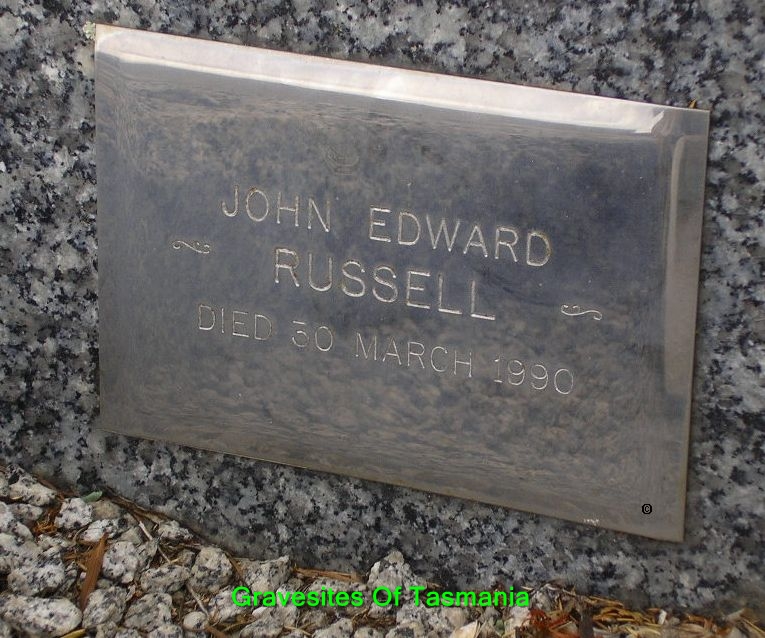 JOHN EDWARD
RUSSELL
DIED 30 MARCH 1990
©
Gravesites Of Tasmania